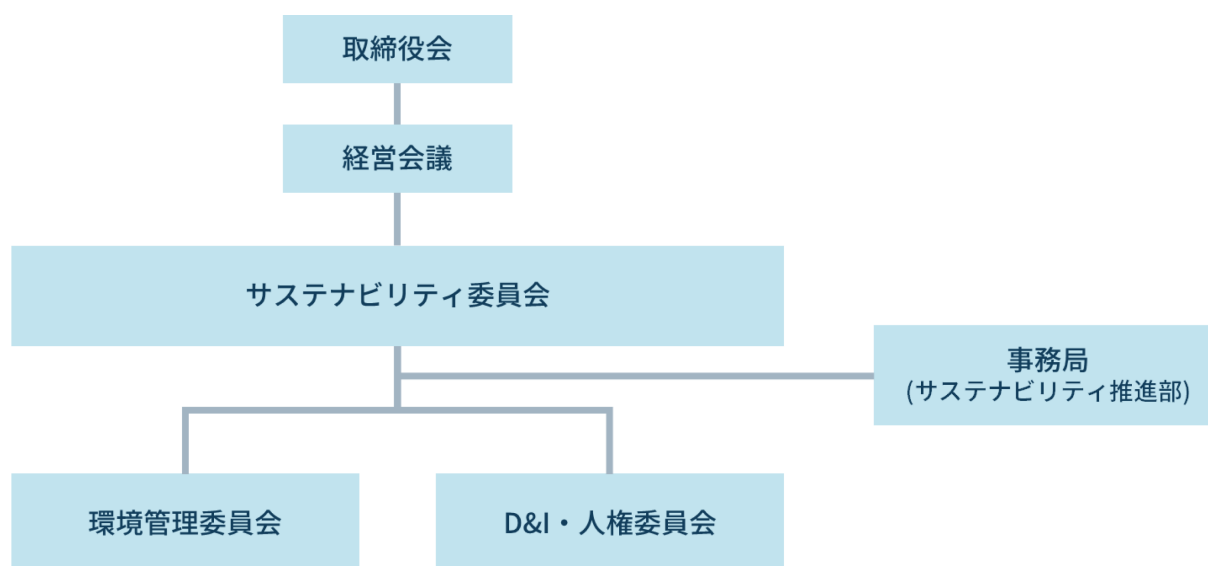 取締役会
経営会議
サステナビリティ委員会
事務局
(サステナビリティ推進部)
環境管理委員会
D&I・人権委員会